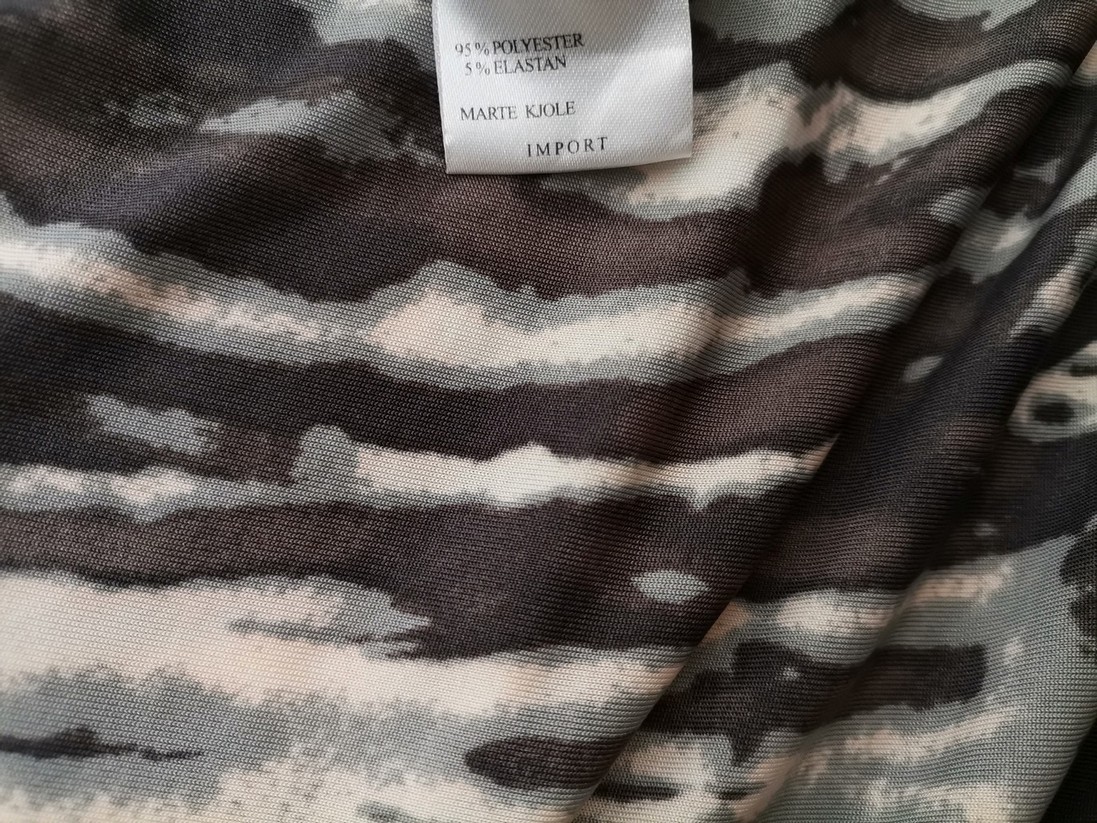 95 % POLYESTER
5 % ELASTAN
MARTE KJOLE
IMPORT